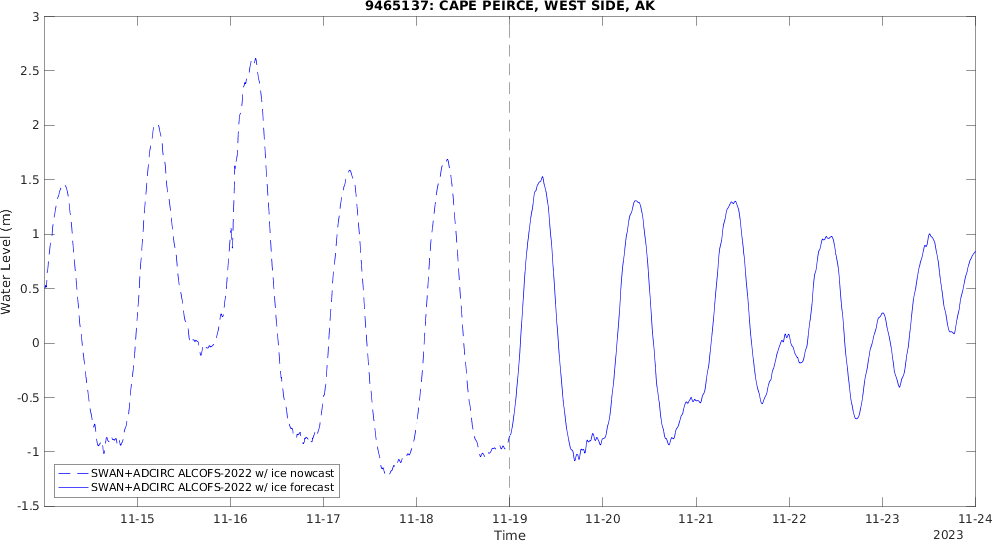 9465137: CAPE PEIRCE, WEST SIDE, AK
3
2.5
2
1.5
1
0.5
0
-0.5
-1
-1.5
Water Level (m)
SWAN+ADCIRC ALCOFS-2022 w/ ice nowcast
SWAN+ADCIRC ALCOFS-2022 w/ ice forecast
11-15 11-16 11-17 11-18 11-19 11-20 11-21 11-22 11-23 11-24
Time
2023